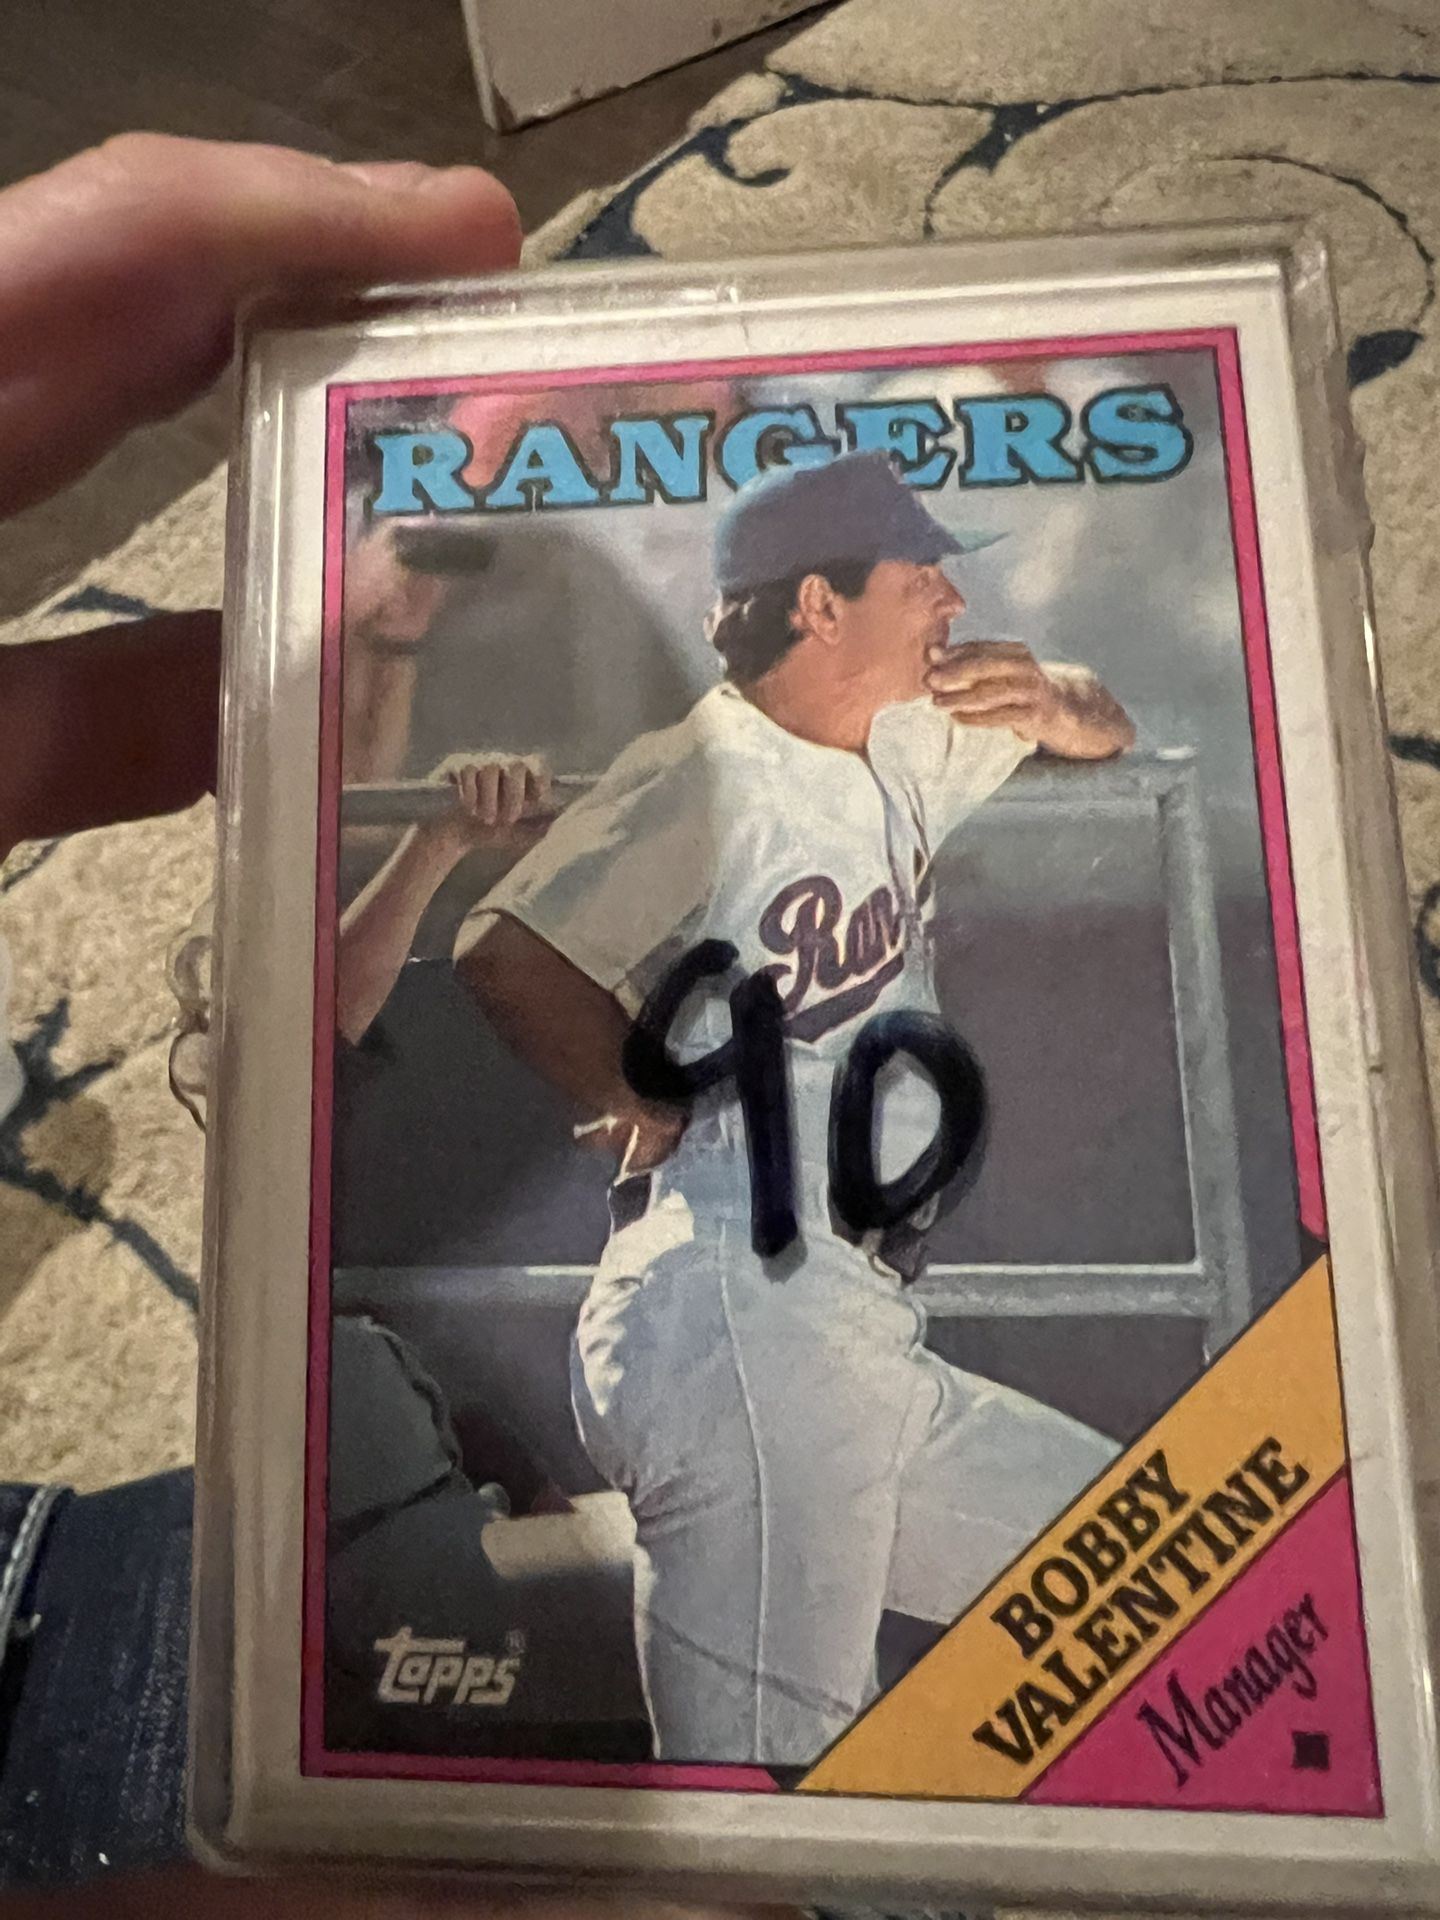 RANGERS
Ran
90
BOBBY
VALENTINE
Manager
topps®